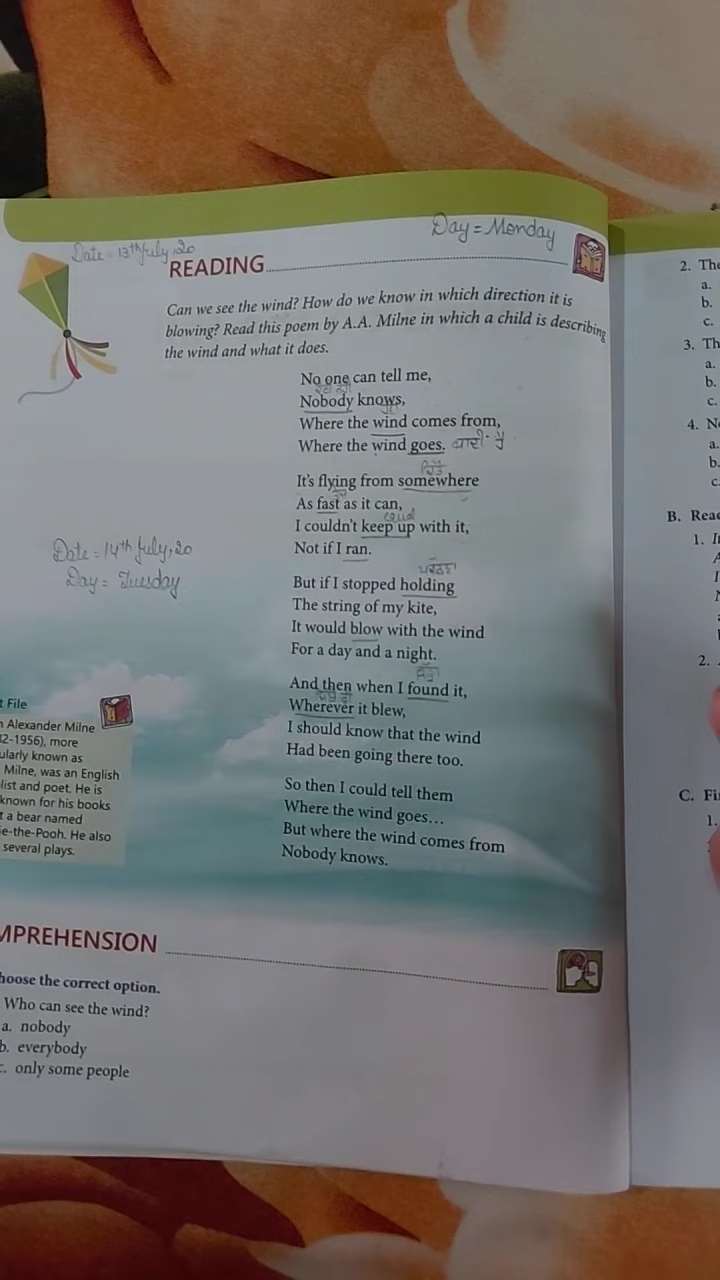 Day = Monday
Date = 13th July, 20
READING
Can we see the wind? How do we know in which direction it is
blowing? Read this poem by A.A. Milne in which a child is describing
the wind and what it does.
No one can tell me,
Nobody knows,
Where the wind comes from,
Where the wind goes.
It's flying from somewhere
As fast as it can,
I couldn't keep up with it,
Not if I ran.
Date = 14th July, 20
Day = Tuesday
ਪਕੜਨਾ
But if I stopped holding
The string of my kite,
It would blow with the wind
For a day and a night.
And then when I found it,
Wherever it blew,
I should know that the wind
Had been going there too.
So then I could tell them
Where the wind goes...
But where the wind comes from
Nobody knows.
File
Alexander Milne
2-1956), more
ularly known as
Milne, was an English
list and poet. He is
known for his books
t a bear named
e-the-Pooh. He also
several plays.
MPREHENSION
hoose the correct option.
Who can see the wind?
a. nobody
b. everybody
c. only some people
2. The
a.
b.
c.
3. Th
a.
b.
c.
4. N
a.
b.
c.
B. Read
1. I
2.
C. Fi
1.